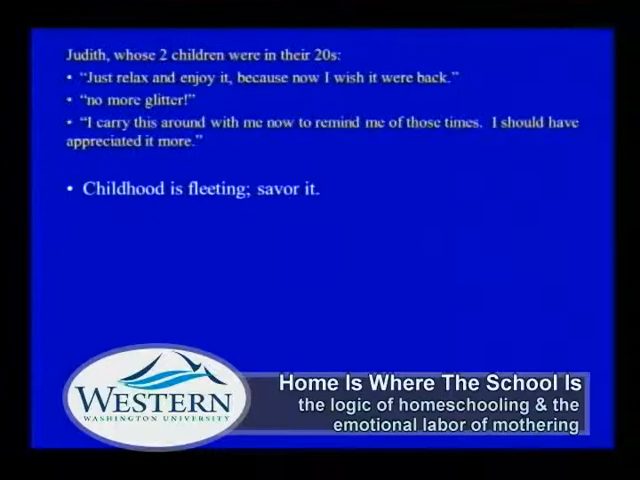 Judith, whose 2 children were in their 20s:
• “Just relax and enjoy it, because now I wish it were back.”
• “no more glitter!”
• “I carry this around with me now to remind me of those times. I should have
appreciated it more.”
• Childhood is fleeting; savor it.
WESTERN
WASHINGTON UNIVERSITY
Home Is Where The School Is
the logic of homeschooling & the
emotional labor of mothering